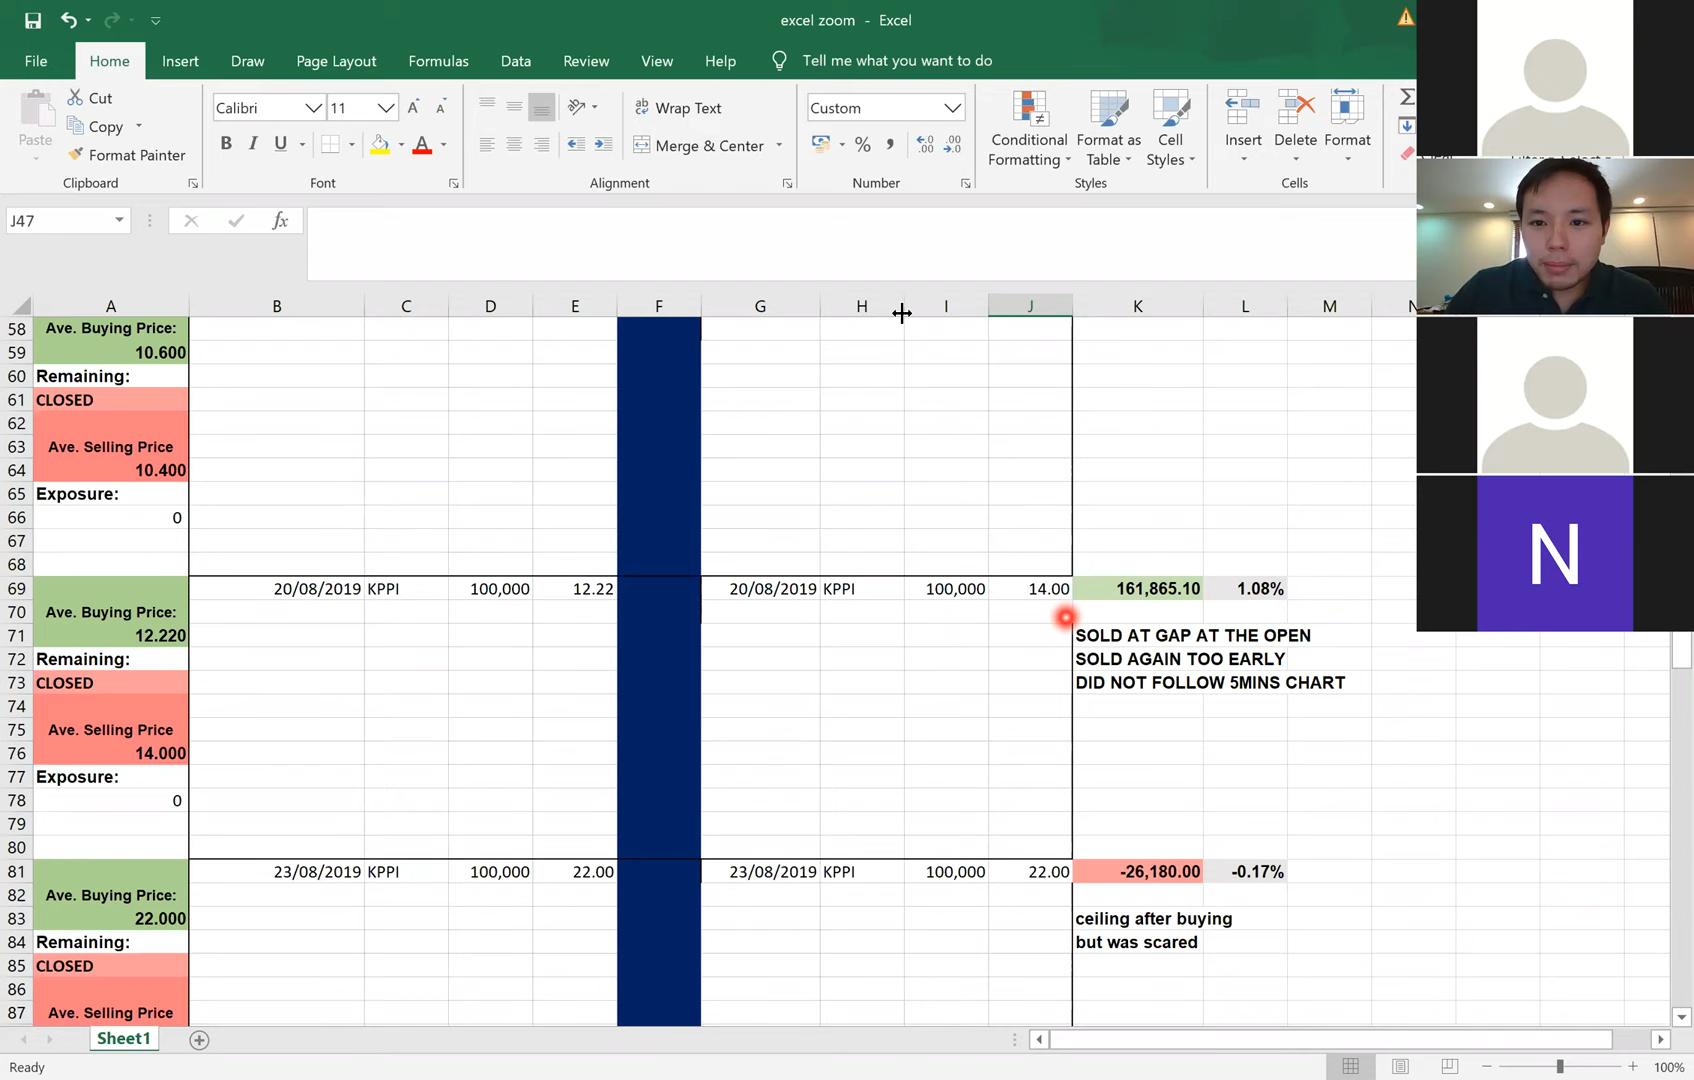 excel zoom - Excel
File Home Insert Draw Page Layout Formulas Data Review View Help Tell me what you want to do
Paste
Cut
Copy
Format Painter
Clipboard
Calibri 11
B I U
Font
Wrap Text
Merge & Center
Alignment
Custom
% ,
Number
Conditional Formatting
Format as Table
Cell Styles
Styles
Insert Delete Format
Cells
J47
fx
A B C D E F G H I J K L M N
58 Ave. Buying Price:
59 10.600
60 Remaining:
61 CLOSED
62
63 Ave. Selling Price
64 10.400
65 Exposure:
66 0
67
68
69 20/08/2019 KPPI 100,000 12.22 20/08/2019 KPPI 100,000 14.00 161,865.10 1.08%
70 Ave. Buying Price:
71 12.220 SOLD AT GAP AT THE OPEN
72 Remaining: SOLD AGAIN TOO EARLY
73 CLOSED DID NOT FOLLOW 5MINS CHART
74
75 Ave. Selling Price
76 14.000
77 Exposure:
78 0
79
80
81 23/08/2019 KPPI 100,000 22.00 23/08/2019 KPPI 100,000 22.00 -26,180.00 -0.17%
82 Ave. Buying Price:
83 22.000 ceiling after buying
84 Remaining: but was scared
85 CLOSED
86
87 Ave. Selling Price
Sheet1
Ready
100%
N